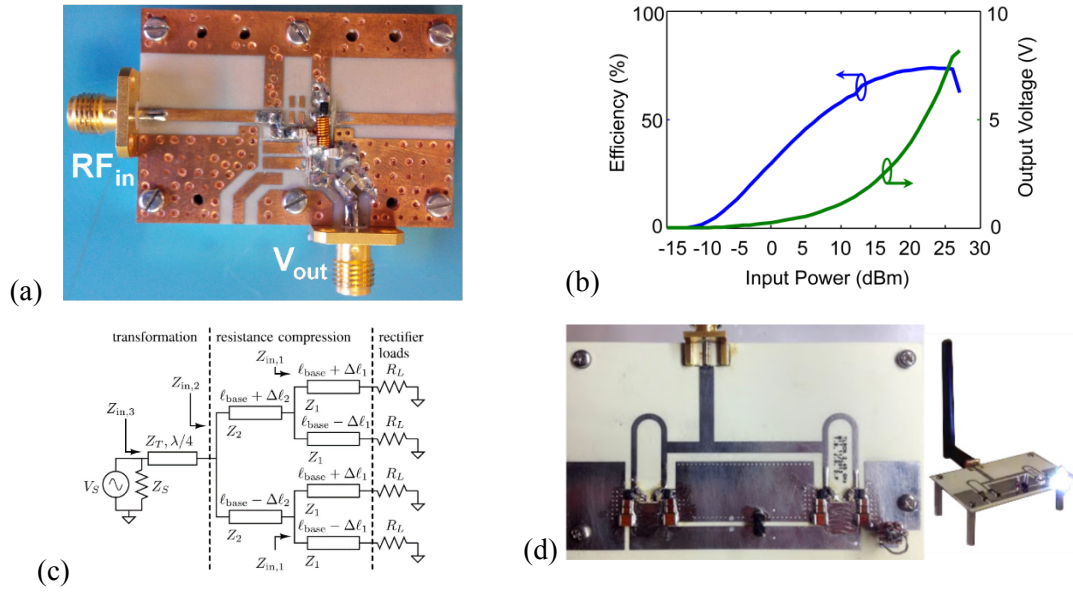 RF_in
V_out
(a)
100
50
100
0
Efficiency (%)
10
5
0
Output Voltage (V)
-15 -10 -5 0 5 10 13 15 25 30
Input Power (dBm)
(b)
transformation
resistance compression
rectifier
loads
Z_in,1
Z_in,2
Z_in,3
ℓ_base + Δℓ_1
R_L
Z_1
ℓ_base + Δℓ_2
Z_2
ℓ_base − Δℓ_1
R_L
Z_1
Z_T, λ/4
V_S
Z_S
ℓ_base + Δℓ_1
R_L
Z_1
ℓ_base − Δℓ_2
Z_2
ℓ_base − Δℓ_1
R_L
Z_in,1
Z_1
(c)
(d)